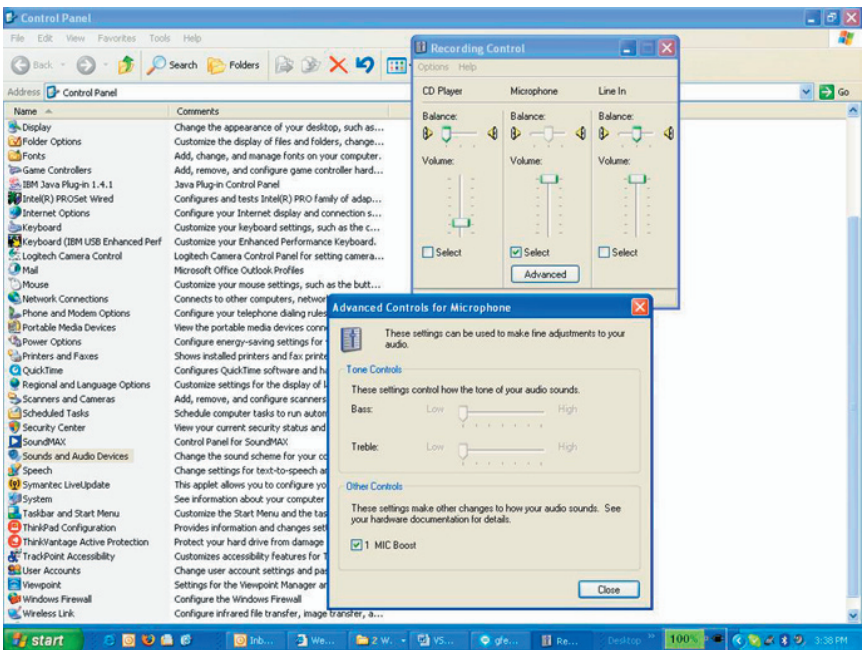 Control Panel
File Edit View Favorites Tools Help
Back Search Folders
Address Control Panel Go
Name Comments
Display Change the appearance of your desktop, such as...
Folder Options Customize the display of files and folders, change...
Fonts Add, change, and manage fonts on your computer.
Game Controllers Add, remove, and configure game controller hard...
IBM Java Plug-in 1.4.1 Java Plug-in Control Panel
Intel(R) PROSet Wired Configures and tests Intel(R) PRO family of adap...
Internet Options Configure your Internet display and connection s...
Keyboard Customize your keyboard settings, such as the c...
Keyboard (IBM USB Enhanced Perf Customize your Enhanced Performance Keyboard.
Logitech Camera Control Logitech Camera Control Panel for setting camera...
Mail Microsoft Office Outlook Profiles
Mouse Customize your mouse settings, such as the butt...
Network Connections Connects to other computers, networ
Phone and Modem Options Configure your telephone dialing rules
Portable Media Devices View the portable media devices conn
Power Options Configure energy-saving settings for
Printers and Faxes Shows installed printers and fax printe
QuickTime Configures QuickTime software and ha
Regional and Language Options Customize settings for the display of l
Scanners and Cameras Add, remove, and configure scanners
Scheduled Tasks Schedule computer tasks to run autom
Security Center View your current security status and
SoundMAX Control Panel for SoundMAX
Sounds and Audio Devices Change the sound scheme for your co
Speech Change settings for text-to-speech an
Symantec LiveUpdate This applet allows you to configure yo
System See information about your computer
Taskbar and Start Menu Customize the Start Menu and the tas
ThinkPad Configuration Provides information and changes sett
ThinkVantage Active Protection Protect your hard drive from damage
TrackPoint Accessibility Customizes accessibility features for T
User Accounts Change user account settings and pas
Viewpoint Settings for the Viewpoint Manager an
Windows Firewall Configure the Windows Firewall
Wireless Link Configure infrared file transfer, image transfer, a...
Recording Control
Options Help
CD Player Microphone Line In
Balance: Balance: Balance:
Volume: Volume: Volume:
Select Select Select
Advanced
Advanced Controls for Microphone
These settings can be used to make fine adjustments to your
audio.
Tone Controls
These settings control how the tone of your audio sounds.
Bass: Low High
Treble: Low High
Other Controls
These settings make other changes to how your audio sounds. See
your hardware documentation for details.
1 MIC Boost
Close
start Inb... We... 2 W. VS... gfe... Re... Desktop » 100% 3:38 PM